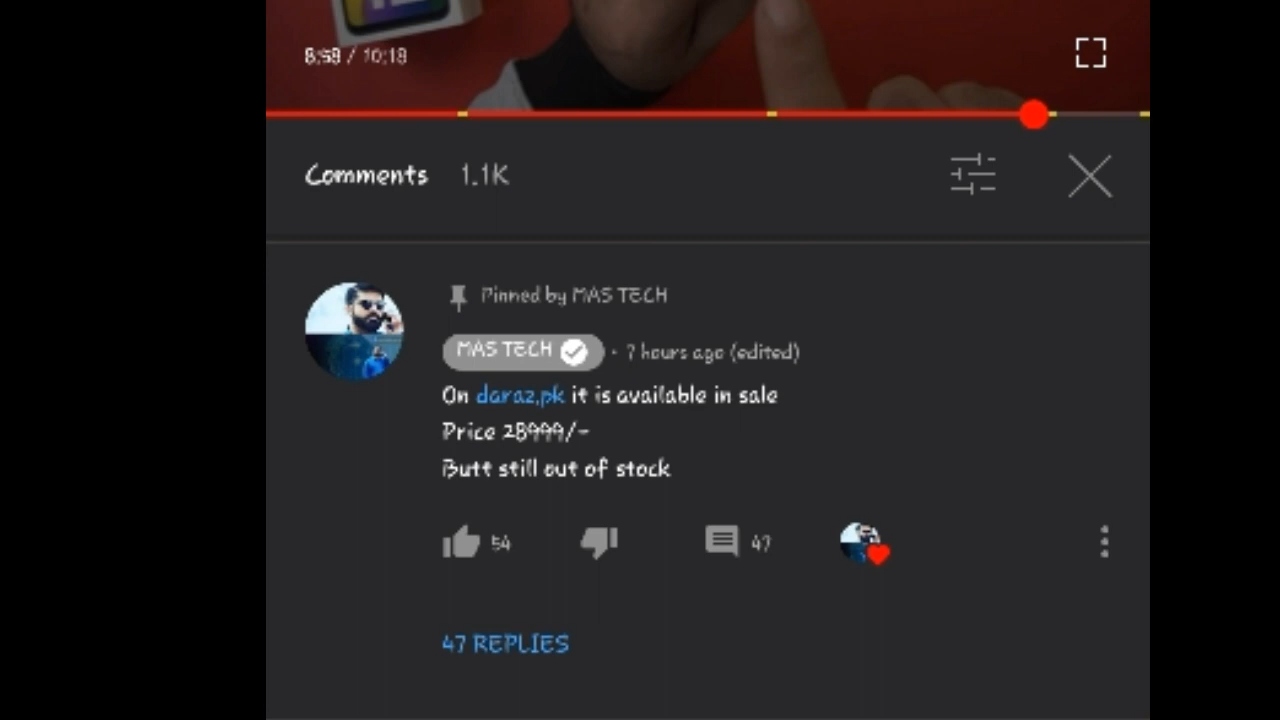 8:58 / 10:18
Comments 1.1K
Pinned by MAS TECH
MAS TECH · 7 hours ago (edited)
On daraz.pk it is available in sale
Price 28999/-
Butt still out of stock
54 47
47 REPLIES